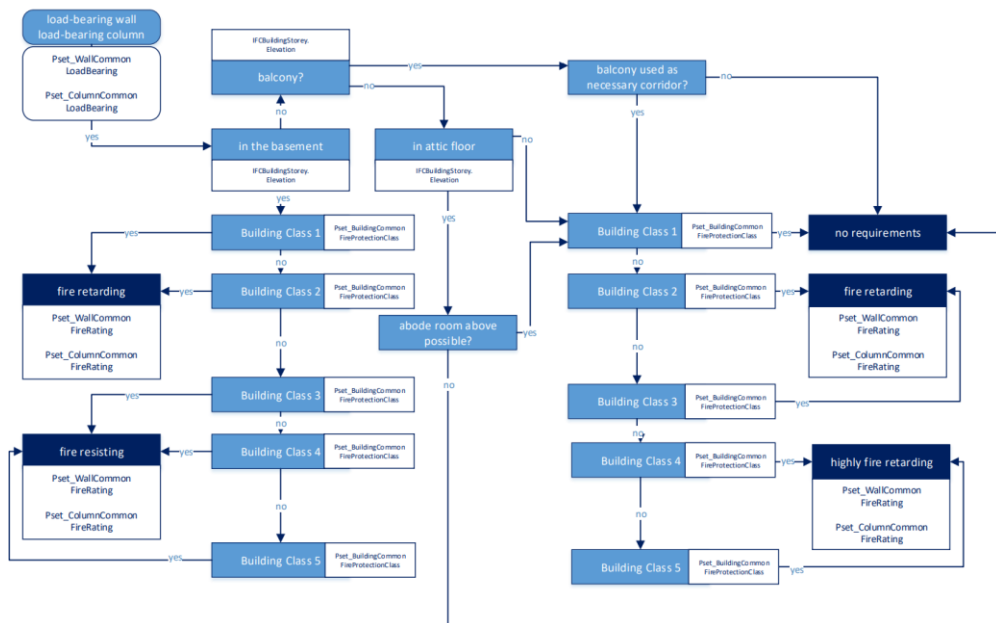 load-bearing wall
load-bearing column
Pset_WallCommon
LoadBearing
Pset_ColumnCommon
LoadBearing
yes
IFCBuildingStorey.
Elevation
balcony?
yes
no
no
in the basement
IFCBuildingStorey.
Elevation
yes
balcony used as
necessary corridor?
no
yes
in attic floor
IFCBuildingStorey.
Elevation
no
yes
abode room above
possible?
yes
no
Building Class 1
Pset_BuildingCommon
FireProtectionClass
yes
no
Building Class 2
Pset_BuildingCommon
FireProtectionClass
yes
no
fire retarding
Pset_WallCommon
FireRating
Pset_ColumnCommon
FireRating
Building Class 3
Pset_BuildingCommon
FireProtectionClass
yes
no
Building Class 4
Pset_BuildingCommon
FireProtectionClass
yes
no
fire resisting
Pset_WallCommon
FireRating
Pset_ColumnCommon
FireRating
Building Class 5
Pset_BuildingCommon
FireProtectionClass
yes
Building Class 1
Pset_BuildingCommon
FireProtectionClass
yes
no requirements
no
Building Class 2
Pset_BuildingCommon
FireProtectionClass
yes
fire retarding
Pset_WallCommon
FireRating
Pset_ColumnCommon
FireRating
no
Building Class 3
Pset_BuildingCommon
FireProtectionClass
yes
no
Building Class 4
Pset_BuildingCommon
FireProtectionClass
yes
highly fire retarding
Pset_WallCommon
FireRating
Pset_ColumnCommon
FireRating
no
Building Class 5
Pset_BuildingCommon
FireProtectionClass
yes